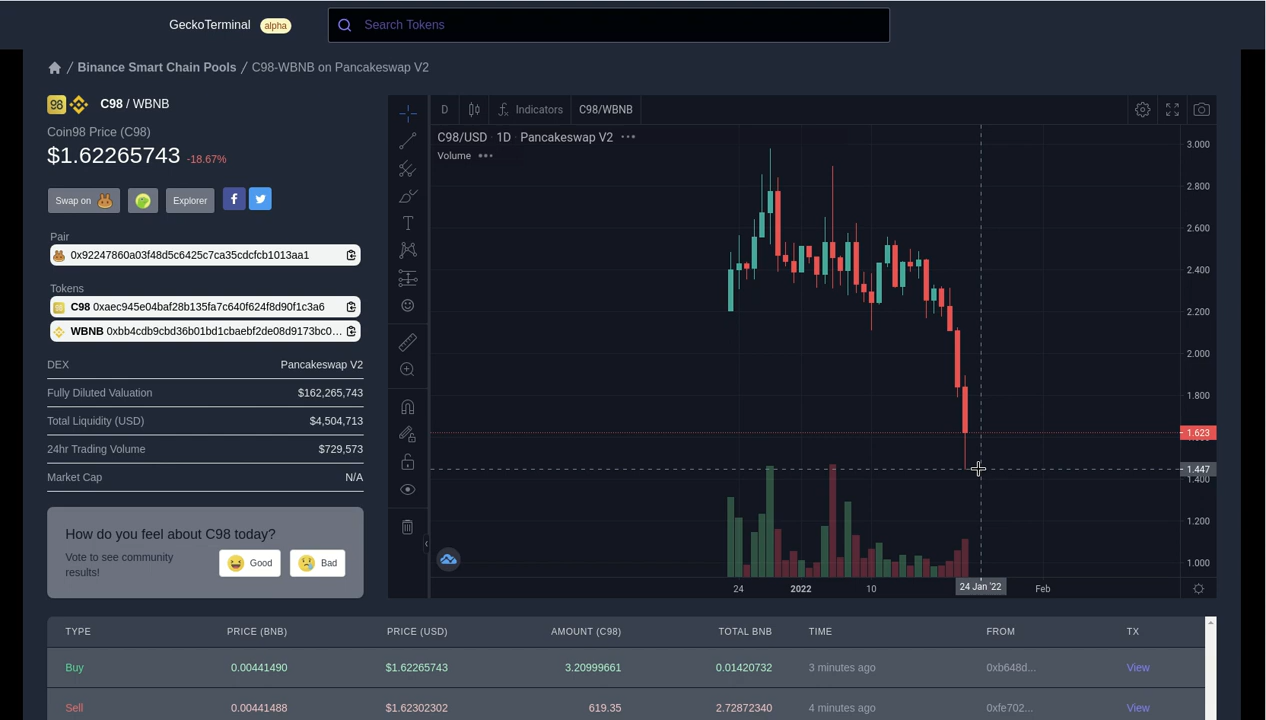 GeckoTerminal alpha
Search Tokens
/ Binance Smart Chain Pools / C98-WBNB on Pancakeswap V2
98 C98 / WBNB
Coin98 Price (C98)
$1.62265743 -18.67%
Swap on
Explorer
Pair
0x92247860a03f48d5c6425c7ca35cdcfcb1013aa1
Tokens
C98 0xaec945e04baf28b135fa7c640f624f8d90f1c3a6
WBNB 0xbb4cdb9cbd36b01bd1cbaebf2de08d9173bc0...
DEX Pancakeswap V2
Fully Diluted Valuation $162,265,743
Total Liquidity (USD) $4,504,713
24hr Trading Volume $729,573
Market Cap N/A
How do you feel about C98 today?
Vote to see community
results!
Good
Bad
D
Indicators
C98/WBNB
C98/USD · 1D · Pancakeswap V2
Volume
3.000
2.800
2.600
2.400
2.200
2.000
1.800
1.623
1.447
1.400
1.200
1.000
24 2022 10 24 Jan '22 Feb
TYPE PRICE (BNB) PRICE (USD) AMOUNT (C98) TOTAL BNB TIME FROM TX
Buy 0.00441490 $1.62265743 3.20999661 0.01420732 3 minutes ago 0xb648d... View
Sell 0.00441488 $1.62302302 619.35 2.72872340 4 minutes ago 0xfe702... View